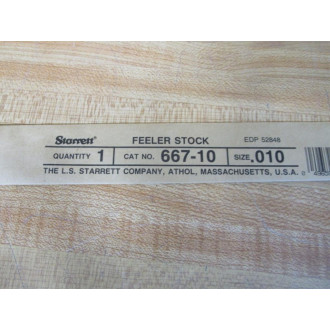 Starrett FEELER STOCK EDP 52848
QUANTITY 1 CAT NO. 667-10 SIZE .010
THE L.S. STARRETT COMPANY, ATHOL, MASSACHUSETTS, U.S.A.